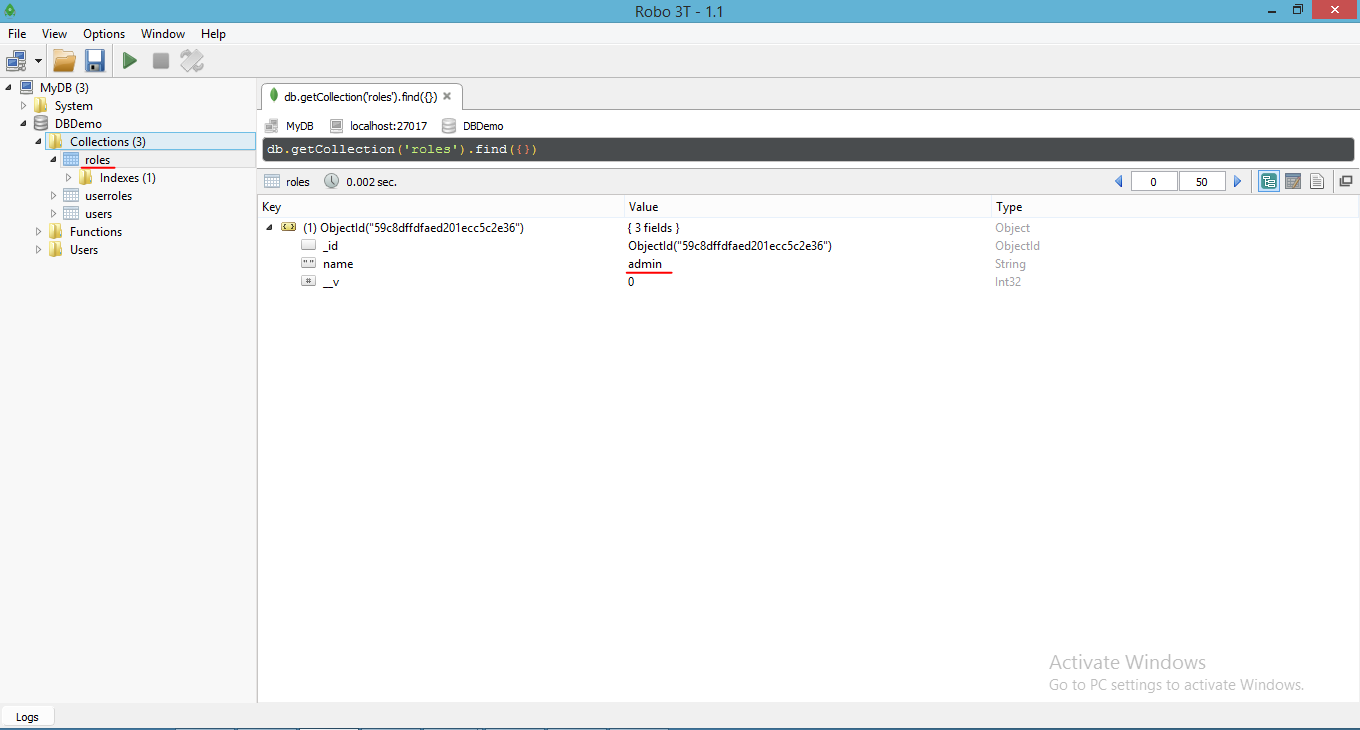 Robo 3T - 1.1
File View Options Window Help
MyDB (3)
System
DBDemo
Collections (3)
roles
Indexes (1)
userroles
users
Functions
Users
db.getCollection('roles').find({})
MyDB localhost:27017 DBDemo
db.getCollection('roles').find({})
roles 0.002 sec. 0 50
Key Value Type
(1) ObjectId("59c8dffdfaed201ecc5c2e36") { 3 fields } Object
_id ObjectId("59c8dffdfaed201ecc5c2e36") ObjectId
" " name admin String
# __v 0 Int32
Activate Windows
Go to PC settings to activate Windows.
Logs